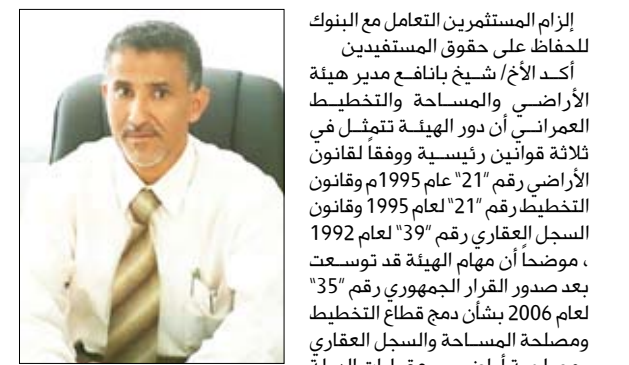 إلزام المستثمرين التعامل مع البنوك
للحفاظ على حقوق المستفيدين
أكد الأخ/ شيخ بانافع مدير هيئة
الأراضي والمساحة والتخطيط
العمراني أن دور الهيئة تتمثل في
ثلاثة قوانين رئيسية ووفقاً لقانون
الأراضي رقم "21" عام 1995م وقانون
التخطيط رقم "21" لعام 1995 وقانون
السجل العقاري رقم "39" لعام 1992
، موضحاً أن مهام الهيئة قد توسعت
بعد صدور القرار الجمهوري رقم "35"
لعام 2006 بشأن دمج قطاع التخطيط
ومصلحة المساحة والسجل العقاري